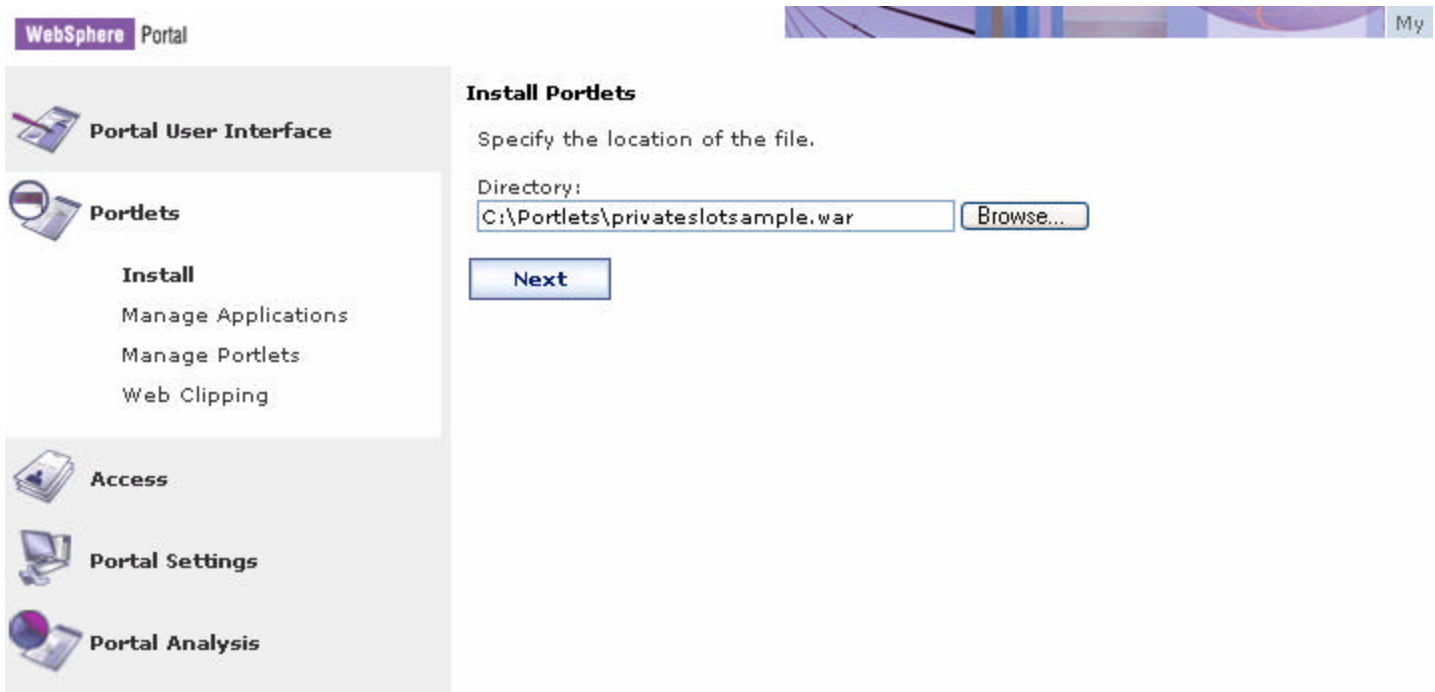 WebSphere Portal
My
Portal User Interface
Portlets
Install
Manage Applications
Manage Portlets
Web Clipping
Access
Portal Settings
Portal Analysis
Install Portlets
Specify the location of the file.
Directory:
C:\Portlets\privateslotsample.war Browse...
Next